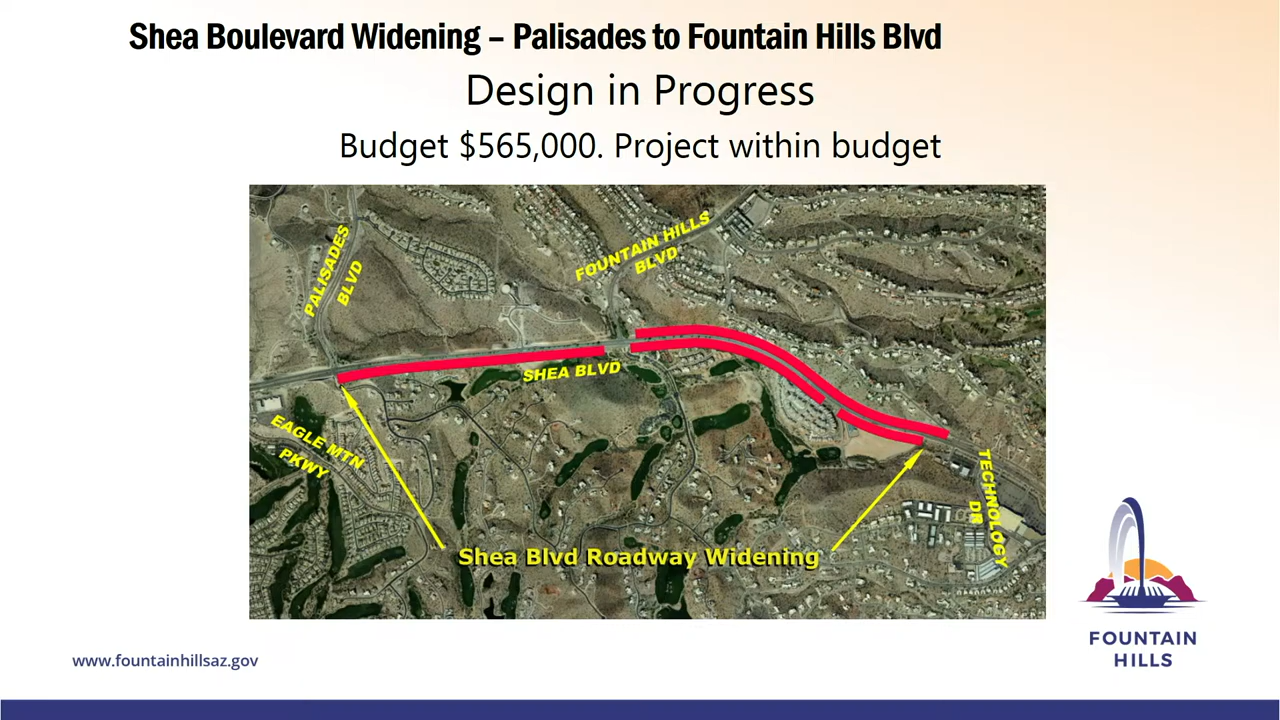 Shea Boulevard Widening – Palisades to Fountain Hills Blvd
Design in Progress
Budget $565,000. Project within budget
PALISADES
BLVD
FOUNTAIN HILLS
BLVD
SHEA BLVD
EAGLE MTN
PKWY
TECHNOLOGY
DR
Shea Blvd Roadway Widening
FOUNTAIN
HILLS
www.fountainhillsaz.gov